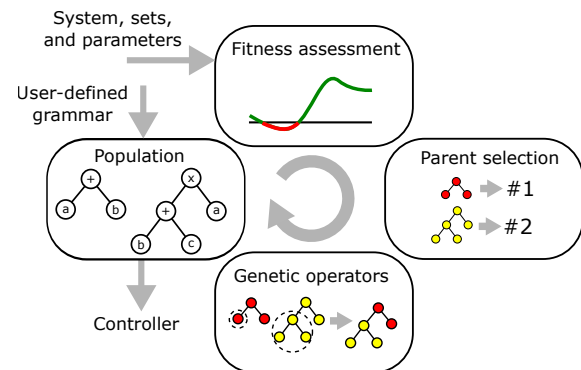 System, sets,
and parameters
Fitness assessment
User-defined
grammar
Population
+
a
b
x
+
a
b
c
Parent selection
#1
#2
Genetic operators
Controller